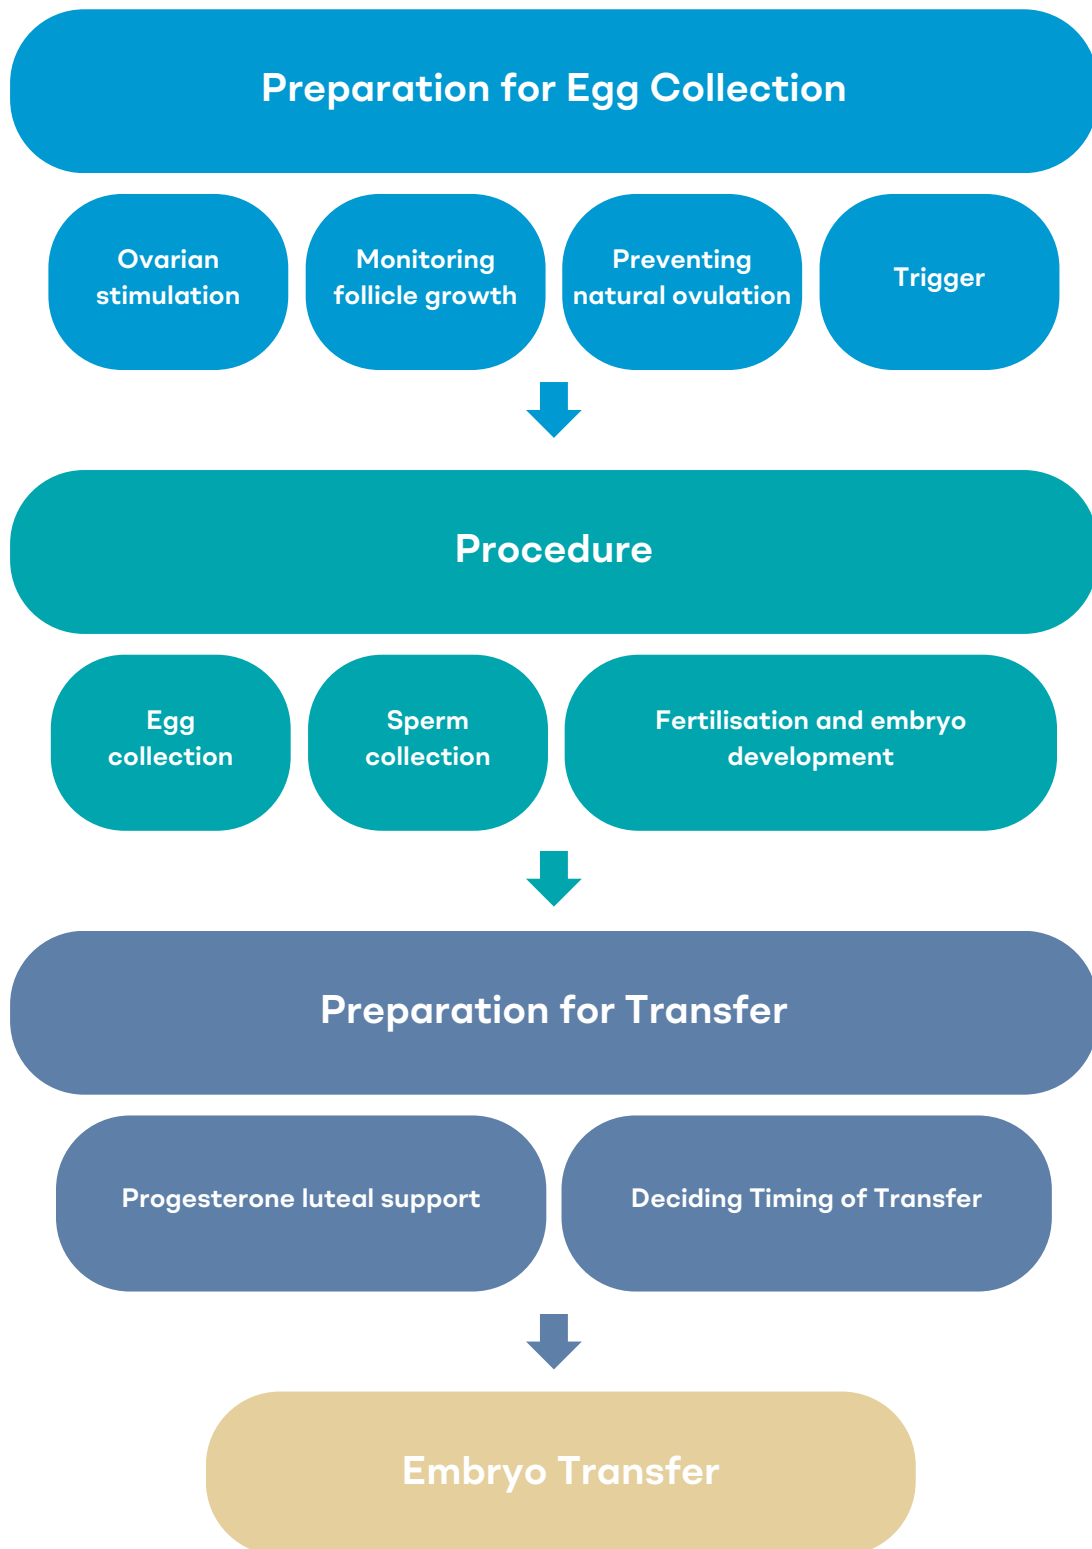 Preparation for Egg Collection
Ovarian
stimulation
Monitoring
follicle growth
Preventing
natural ovulation
Trigger
Procedure
Egg
collection
Sperm
collection
Fertilisation and embryo
development
Preparation for Transfer
Progesterone luteal support
Deciding Timing of Transfer
Embryo Transfer